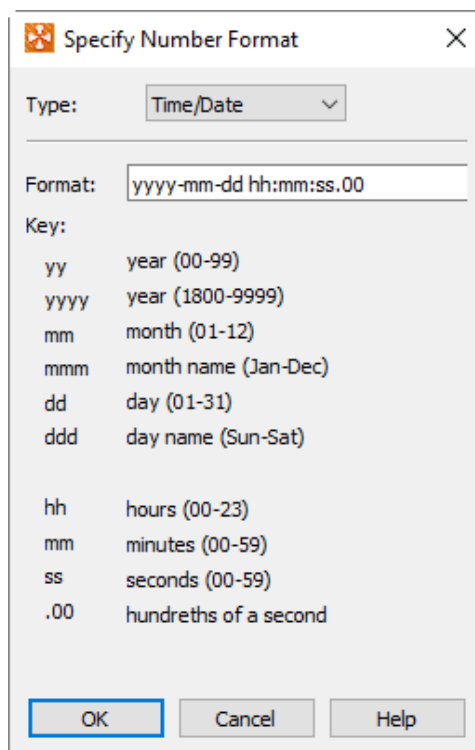 Specify Number Format
Type: Time/Date
Format: yyyy-mm-dd hh:mm:ss.00
Key:
yy year (00-99)
yyyy year (1800-9999)
mm month (01-12)
mmm month name (Jan-Dec)
dd day (01-31)
ddd day name (Sun-Sat)
hh hours (00-23)
mm minutes (00-59)
ss seconds (00-59)
.00 hundreths of a second
OK Cancel Help